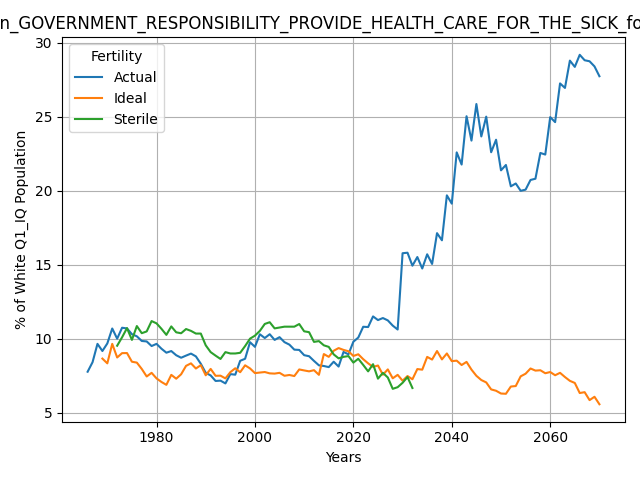 n_GOVERNMENT_RESPONSIBILITY_PROVIDE_HEALTH_CARE_FOR_THE_SICK_fo
30
25
20
15
10
5
% of White Q1_IQ Population
Fertility
Actual
Ideal
Sterile
1980 2000 2020 2040 2060
Years